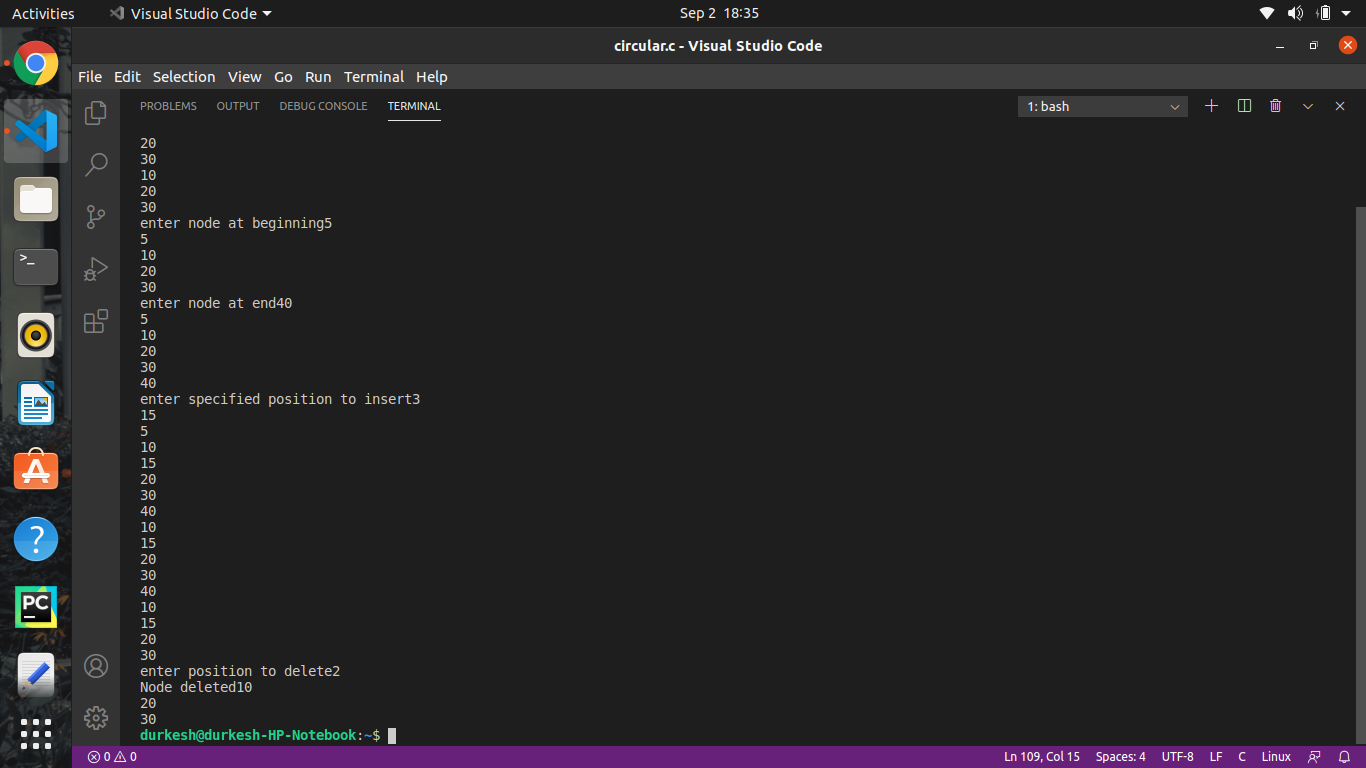 Activities Visual Studio Code Sep 2 18:35
circular.c - Visual Studio Code
File Edit Selection View Go Run Terminal Help
PROBLEMS OUTPUT DEBUG CONSOLE TERMINAL 1: bash
20
30
10
20
30
enter node at beginning5
5
10
20
30
enter node at end40
5
10
20
30
40
enter specified position to insert3
15
5
10
15
20
30
40
10
15
20
30
40
10
15
20
30
enter position to delete2
Node deleted10
20
30
durkesh@durkesh-HP-Notebook:~$
>_
A
?
PC
0 0 Ln 109, Col 15 Spaces: 4 UTF-8 LF C Linux